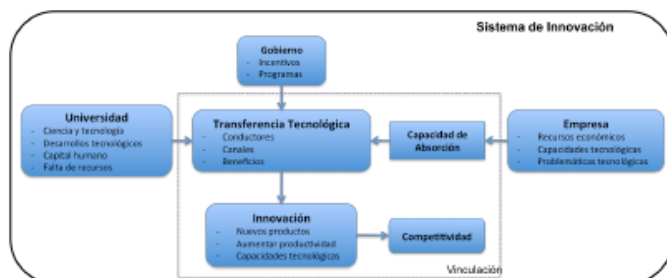 Sistema de Innovación
Gobierno
- Incentivos
- Programas
Universidad
- Ciencia y tecnología
- Desarrollos tecnológicos
- Capital humano
- Falta de recursos
Transferencia Tecnológica
- Conductores
- Canales
- Beneficios
Capacidad de
Absorción
Empresa
- Recursos económicos
- Capacidades tecnológicas
- Problemáticas tecnológicas
Innovación
- Nuevos productos
- Aumentar productividad
- Capacidades tecnológicas
Competitividad
Vinculación